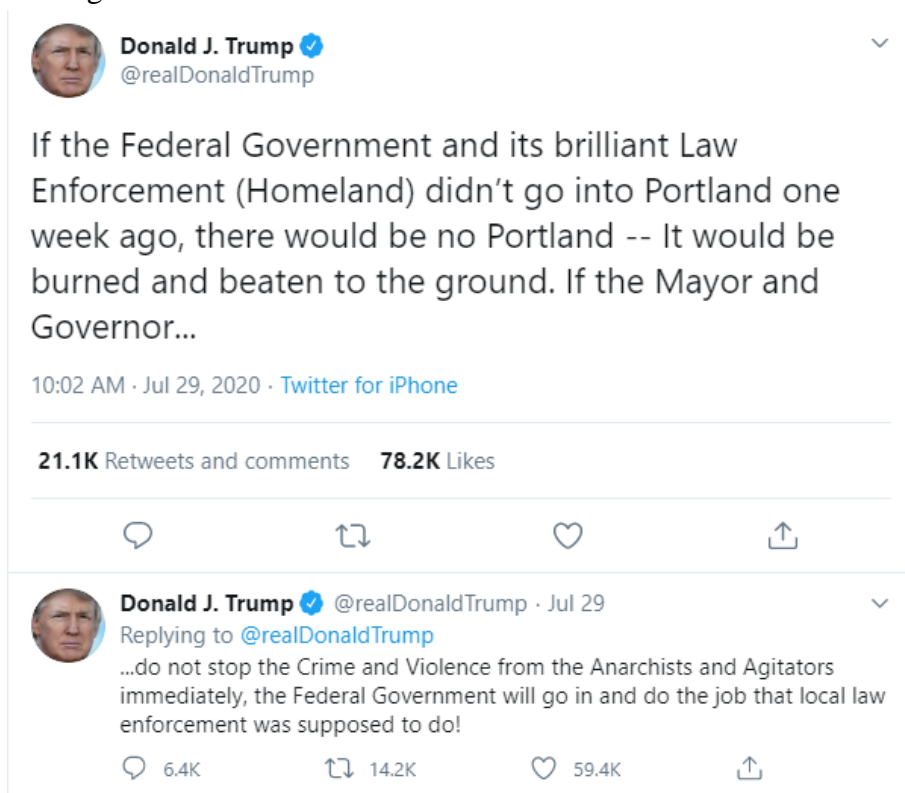 Donald J. Trump
@realDonaldTrump
If the Federal Government and its brilliant Law
Enforcement (Homeland) didn’t go into Portland one
week ago, there would be no Portland -- It would be
burned and beaten to the ground. If the Mayor and
Governor...
10:02 AM · Jul 29, 2020 · Twitter for iPhone
21.1K Retweets and comments 78.2K Likes
Donald J. Trump @realDonaldTrump · Jul 29
Replying to @realDonaldTrump
...do not stop the Crime and Violence from the Anarchists and Agitators
immediately, the Federal Government will go in and do the job that local law
enforcement was supposed to do!
6.4K 14.2K 59.4K